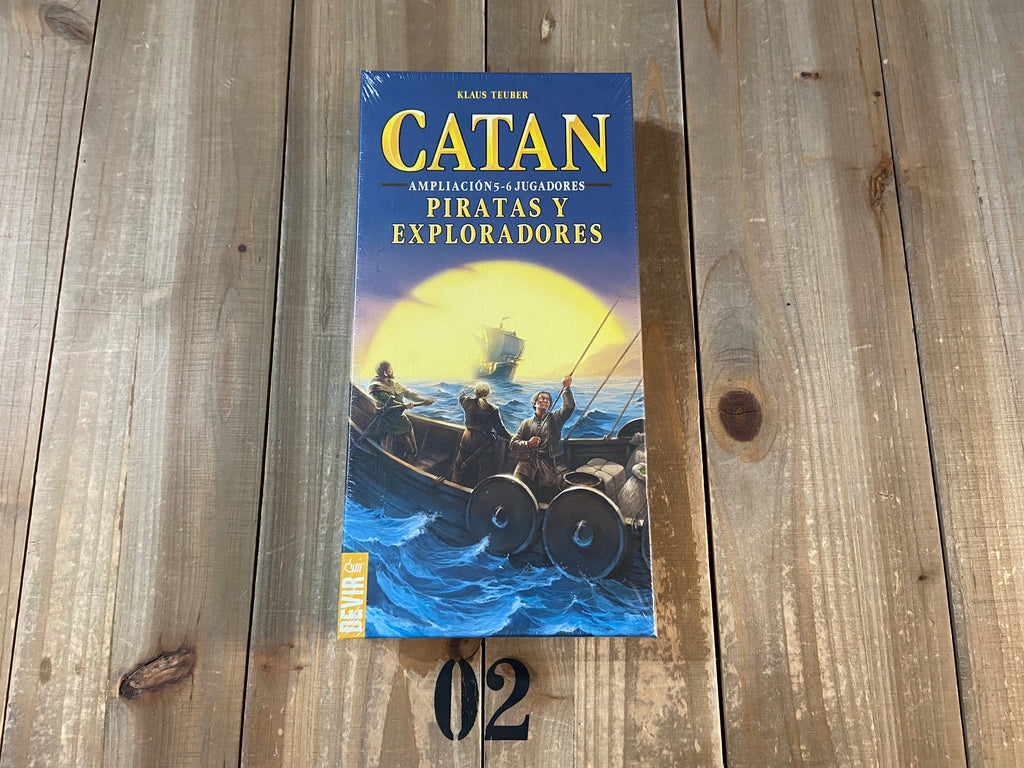 KLAUS TEUBER
CATAN
AMPLIACIÓN 5-6 JUGADORES
PIRATAS Y
EXPLORADORES
DEVIR
02